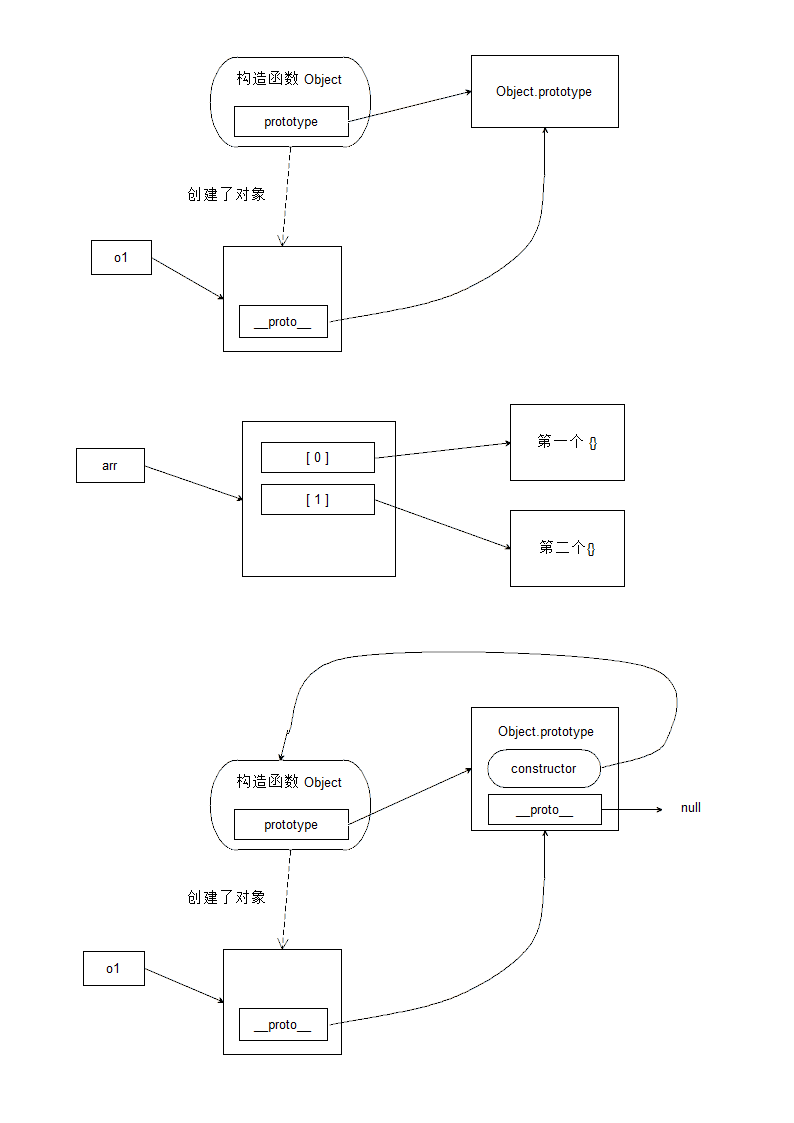 构造函数 Object
prototype
Object.prototype
创建了对象
o1
__proto__
arr
[ 0 ]
[ 1 ]
第一个 {}
第二个{}
构造函数 Object
prototype
Object.prototype
constructor
__proto__
null
创建了对象
o1
__proto__